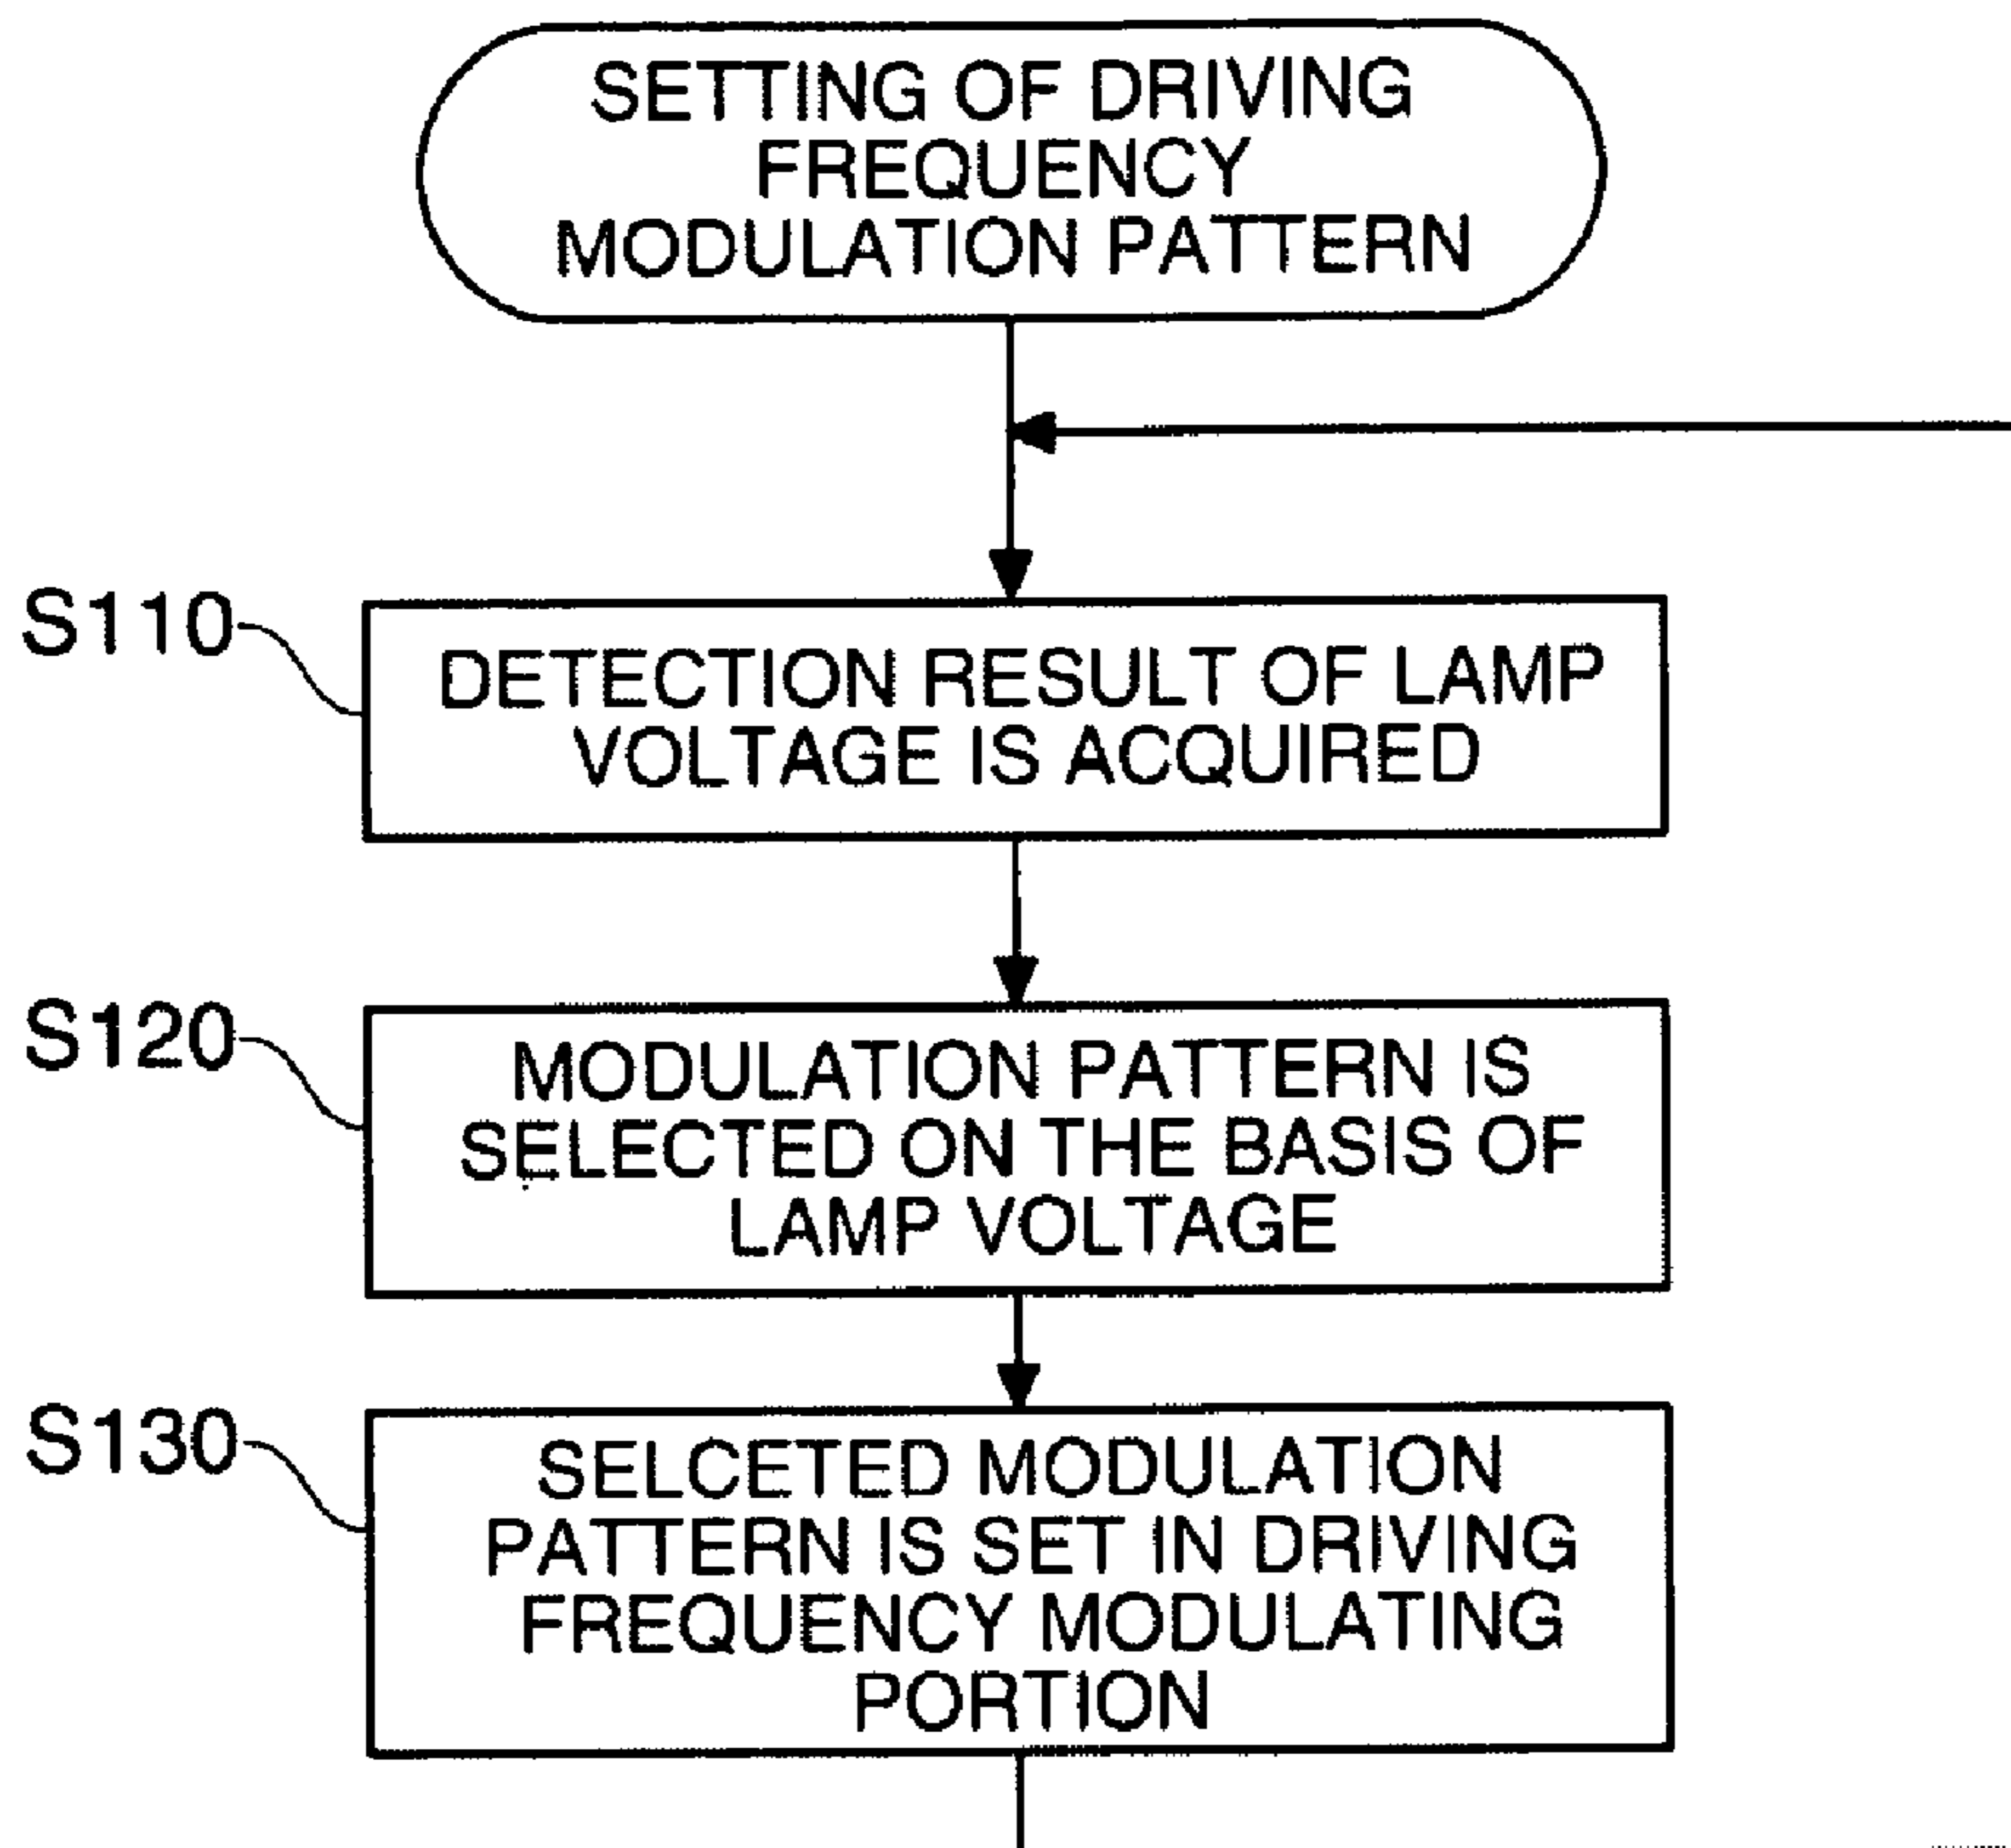 SETTING OF DRIVING
FREQUENCY
MODULATION PATTERN
S110
DETECTION RESULT OF LAMP
VOLTAGE IS ACQUIRED
S120
MODULATION PATTERN IS
SELECTED ON THE BASIS OF
LAMP VOLTAGE
S130
SELCETED MODULATION
PATTERN IS SET IN DRIVING
FREQUENCY MODULATING
PORTION